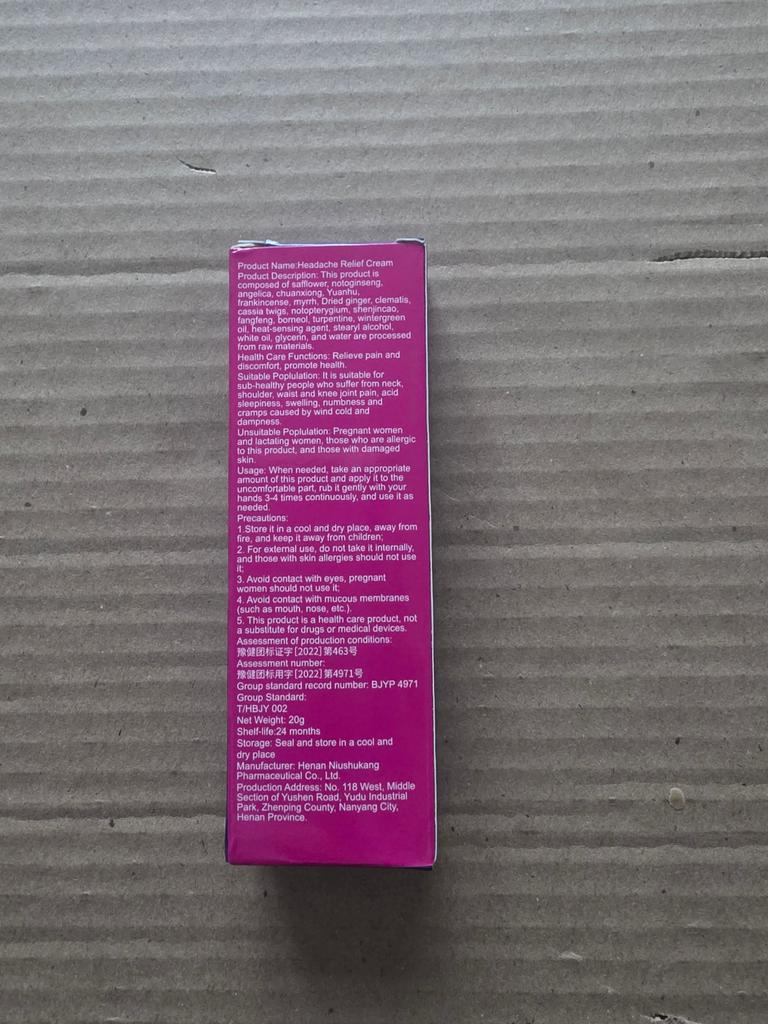 Product Name:Headache Relief Cream
Product Description: This product is
composed of safflower, notoginseng,
angelica, chuanxiong, Yuanhu,
frankincense, myrrh, Dried ginger, clematis,
cassia twigs, notopterygium, shenjincao,
fangfeng, borneol, turpentine, wintergreen
oil, heat-sensing agent, stearyl alcohol,
white oil, glycerin, and water are processed
from raw materials.
Health Care Functions: Relieve pain and
discomfort, promote health.
Suitable Poplulation: It is suitable for
sub-healthy people who suffer from neck,
shoulder, waist and knee joint pain, acid
sleepiness, swelling, numbness and
cramps caused by wind cold and
dampness.
Unsuitable Poplulation: Pregnant women
and lactating women, those who are allergic
to this product, and those with damaged
skin.
Usage: When needed, take an appropriate
amount of this product and apply it to the
uncomfortable part, rub it gently with your
hands 3-4 times continuously, and use it as
needed.
Precautions:
1.Store it in a cool and dry place, away from
fire, and keep it away from children;
2. For external use, do not take it internally,
and those with skin allergies should not use
it;
3. Avoid contact with eyes, pregnant
women should not use it;
4. Avoid contact with mucous membranes
(such as mouth, nose, etc.).
5. This product is a health care product, not
a substitute for drugs or medical devices.
Assessment of production conditions:
豫健团标证字[2022]第463号
Assessment number:
豫健团标用字[2022]第4971号
Group standard record number: BJYP 4971
Group Standard:
T/HBJY 002
Net Weight: 20g
Shelf-life:24 months
Storage: Seal and store in a cool and
dry place
Manufacturer: Henan Niushukang
Pharmaceutical Co., Ltd.
Production Address: No. 118 West, Middle
Section of Yushen Road, Yudu Industrial
Park, Zhenping County, Nanyang City,
Henan Province.